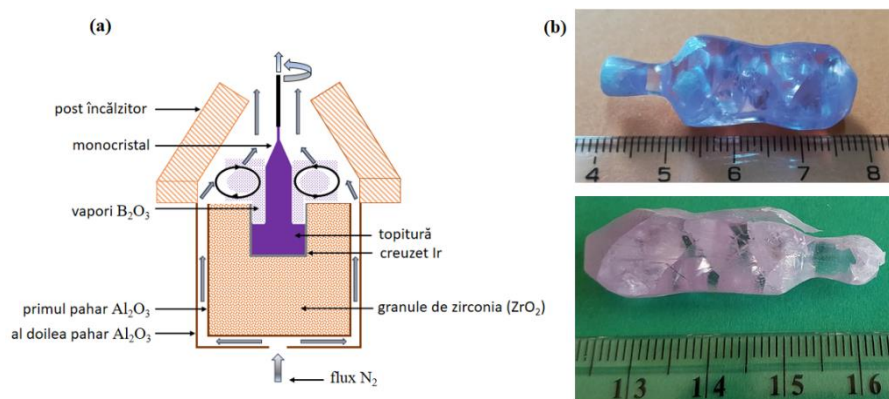 (a)
post încălzitor
monocristal
vapori B₂O₃
topitură
creuzet Ir
primul pahar Al₂O₃
granule de zirconia (ZrO₂)
al doilea pahar Al₂O₃
flux N₂
(b)
4 5 6 7 8
13 14 15 16